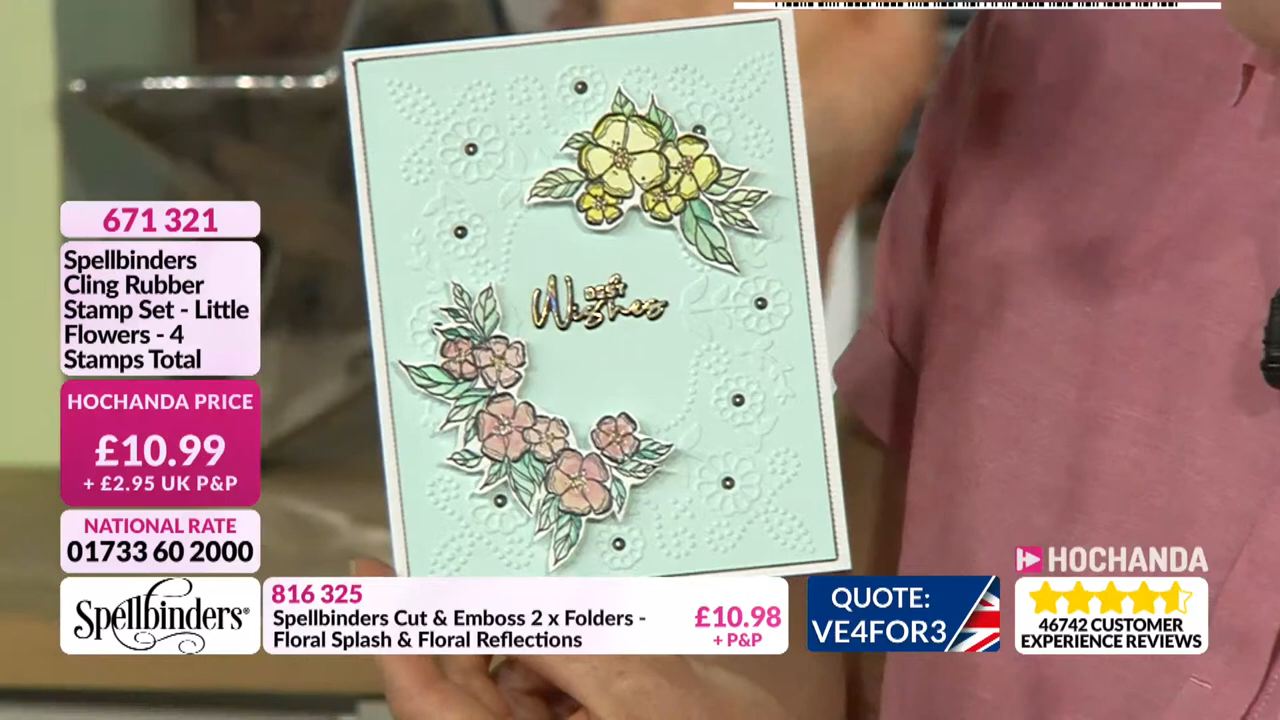 671 321
Spellbinders
Cling Rubber
Stamp Set - Little
Flowers - 4
Stamps Total
HOCHANDA PRICE
£10.99
+ £2.95 UK P&P
NATIONAL RATE
01733 60 2000
BEST
Wishes
Spellbinders®
816 325
Spellbinders Cut & Emboss 2 x Folders -
Floral Splash & Floral Reflections
£10.98
+ P&P
QUOTE:
VE4FOR3
HOCHANDA
46742 CUSTOMER
EXPERIENCE REVIEWS